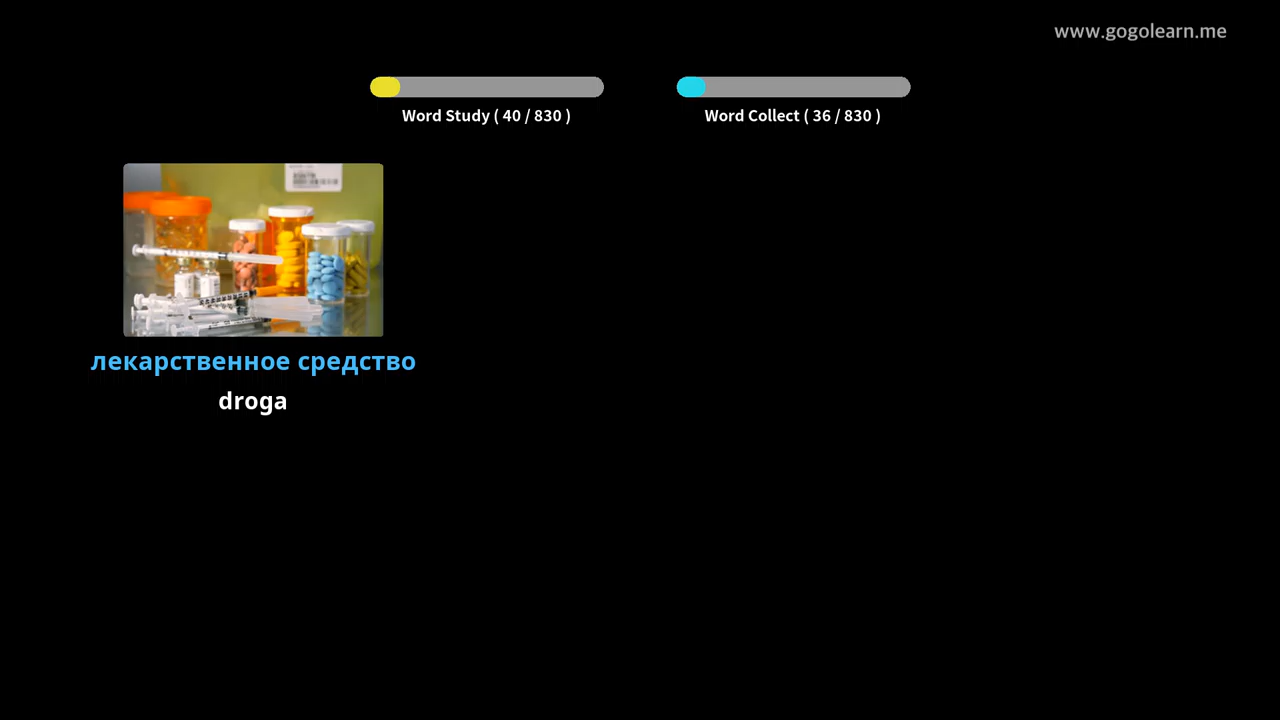 www.gogolearn.me
Word Study ( 40 / 830 )
Word Collect ( 36 / 830 )
лекарственное средство
droga